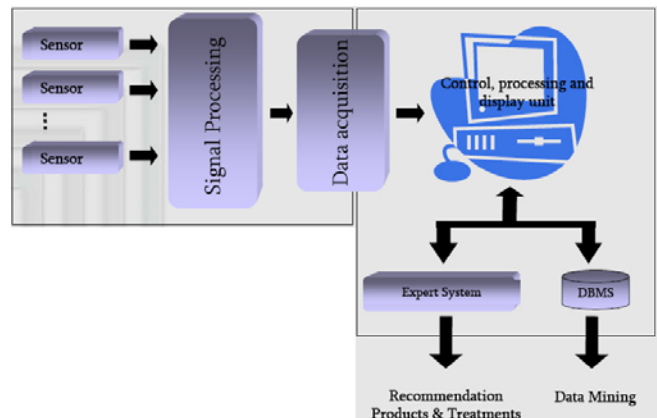 Sensor
Sensor
Sensor
Signal Processing
Data acquisition
Control, processing and
display unit
Expert System
DBMS
Recommendation
Products & Treatments
Data Mining